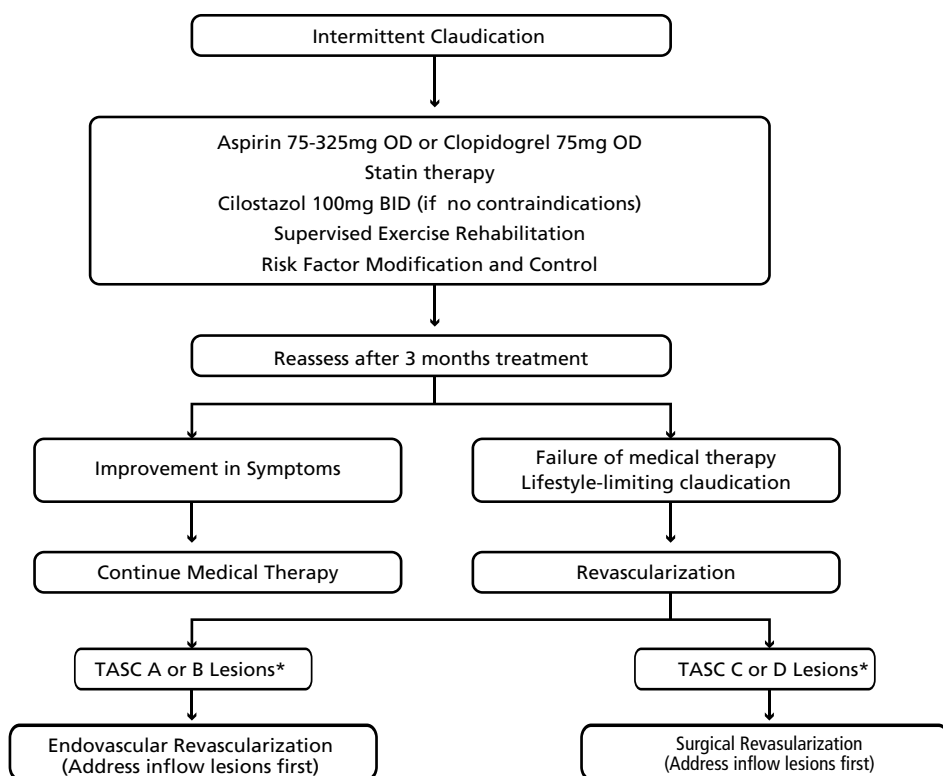 Intermittent Claudication
Aspirin 75-325mg OD or Clopidogrel 75mg OD
Statin therapy
Cilostazol 100mg BID (if no contraindications)
Supervised Exercise Rehabilitation
Risk Factor Modification and Control
Reassess after 3 months treatment
Improvement in Symptoms
Failure of medical therapy
Lifestyle-limiting claudication
Continue Medical Therapy
Revascularization
TASC A or B Lesions*
TASC C or D Lesions*
Endovascular Revascularization
(Address inflow lesions first)
Surgical Revasularization
(Address inflow lesions first)